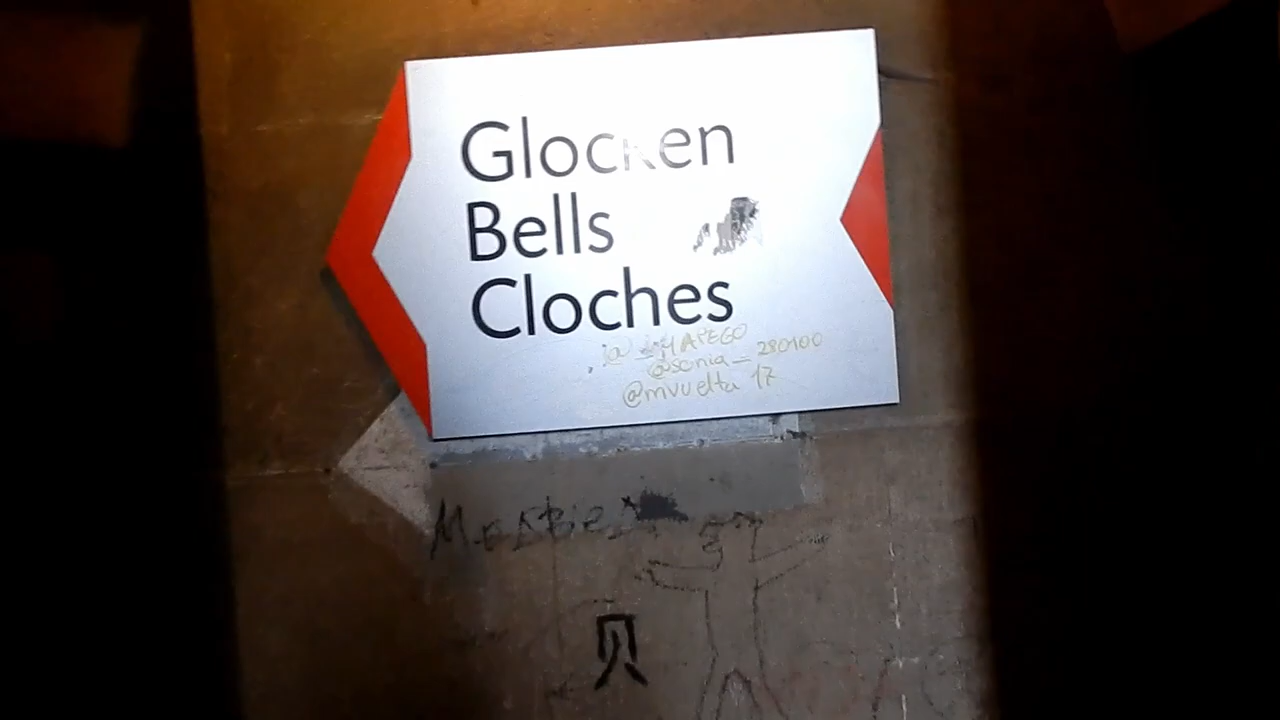 Glocken
Bells
Cloches
@sonia_280100
@mvuelta 17
贝